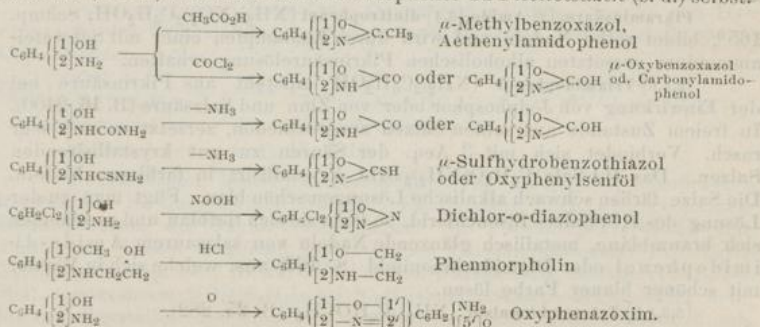 C₆H₄{[1]OH [2]NH₂ CH₃CO₂H → C₆H₄{[1]O [2]N>C.CH₃ μ-Methylbenzoxazol, Aethenylamidophenol
COCl₂ → C₆H₄{[1]O [2]NH>CO oder C₆H₄{[1]O [2]N>C.OH μ-Oxybenzoxazol od. Carbonylamido-phenol
C₆H₄{[1]OH [2]NHCONH₂ —NH₃ → C₆H₄{[1]O [2]NH>CO oder C₆H₄{[1]O [2]N>C.OH
C₆H₄{[1]OH [2]NHCSNH₂ —NH₃ → C₆H₄{[1]O [2]N>CSH μ-Sulfhydrobenzothiazol oder Oxyphenylsenföl
C₆H₂Cl₂{[1]OH [2]NH₂ NOOH → C₆H₂Cl₂{[1]O [2]N>N Dichlor-o-diazophenol
C₆H₄{[1]OCH₃ OH [2]NHCH₂CH₂ HCl → C₆H₄{[1]O—CH₂ [2]NH—CH₂ Phenmorpholin
C₆H₄{[1]OH [2]NH₂ O → C₆H₄{[1]—O—[1'] [2]—N=[2'] C₆H₂{NH₂ [5']O Oxyphenazoxim.